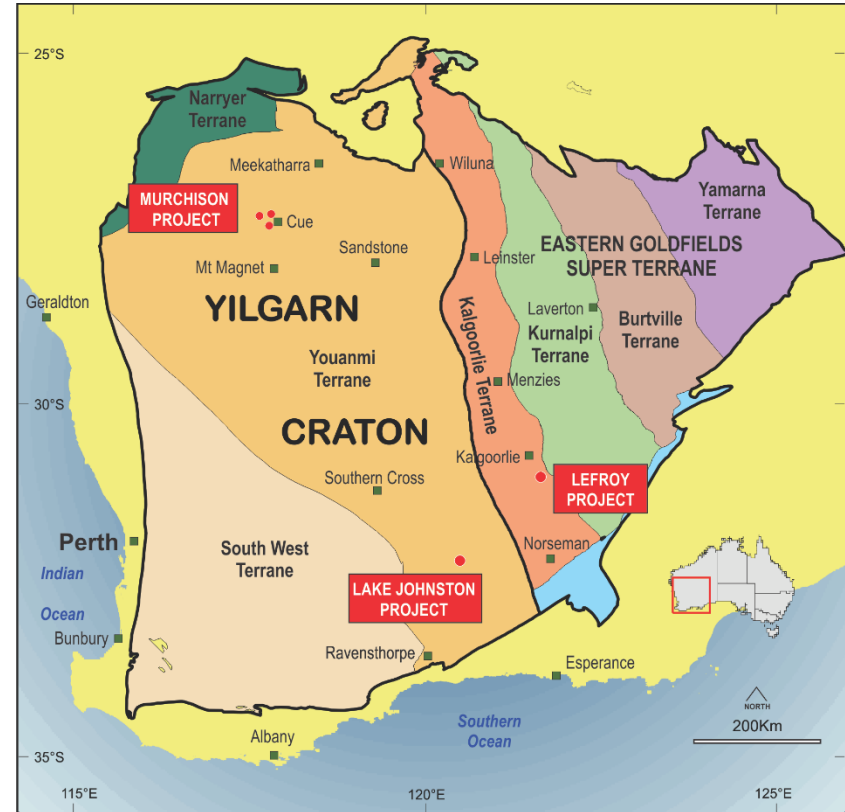 25°S
Narryer
Terrane
Meekatharra
Wiluna
MURCHISON
PROJECT
Cue
Yamarna
Terrane
EASTERN GOLDFIELDS
SUPER TERRANE
Sandstone
Leinster
Mt Magnet
Geraldton
YILGARN
Laverton
Kurnalpi
Terrane
Burtville
Terrane
Youanmi
Terrane
Kalgoorlie Terrane
Menzies
30°S
CRATON
Kalgoorlie
LEFROY
PROJECT
Southern Cross
Perth
South West
Terrane
Norseman
Indian
Ocean
LAKE JOHNSTON
PROJECT
Bunbury
Ravensthorpe
Esperance
NORTH
200Km
Southern
Ocean
Albany
35°S
115°E
120°E
125°E